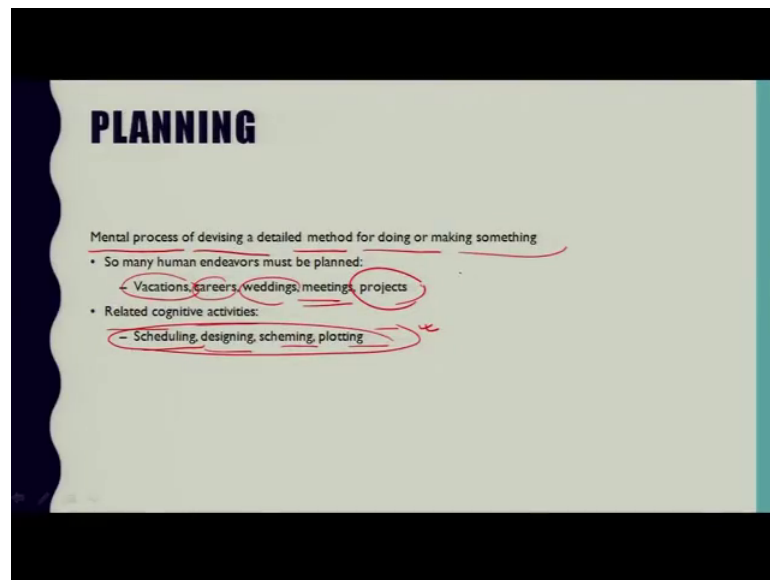 PLANNING
Mental process of devising a detailed method for doing or making something
• So many human endeavors must be planned:
– Vacations, careers, weddings, meetings, projects
• Related cognitive activities:
– Scheduling, designing, scheming, plotting